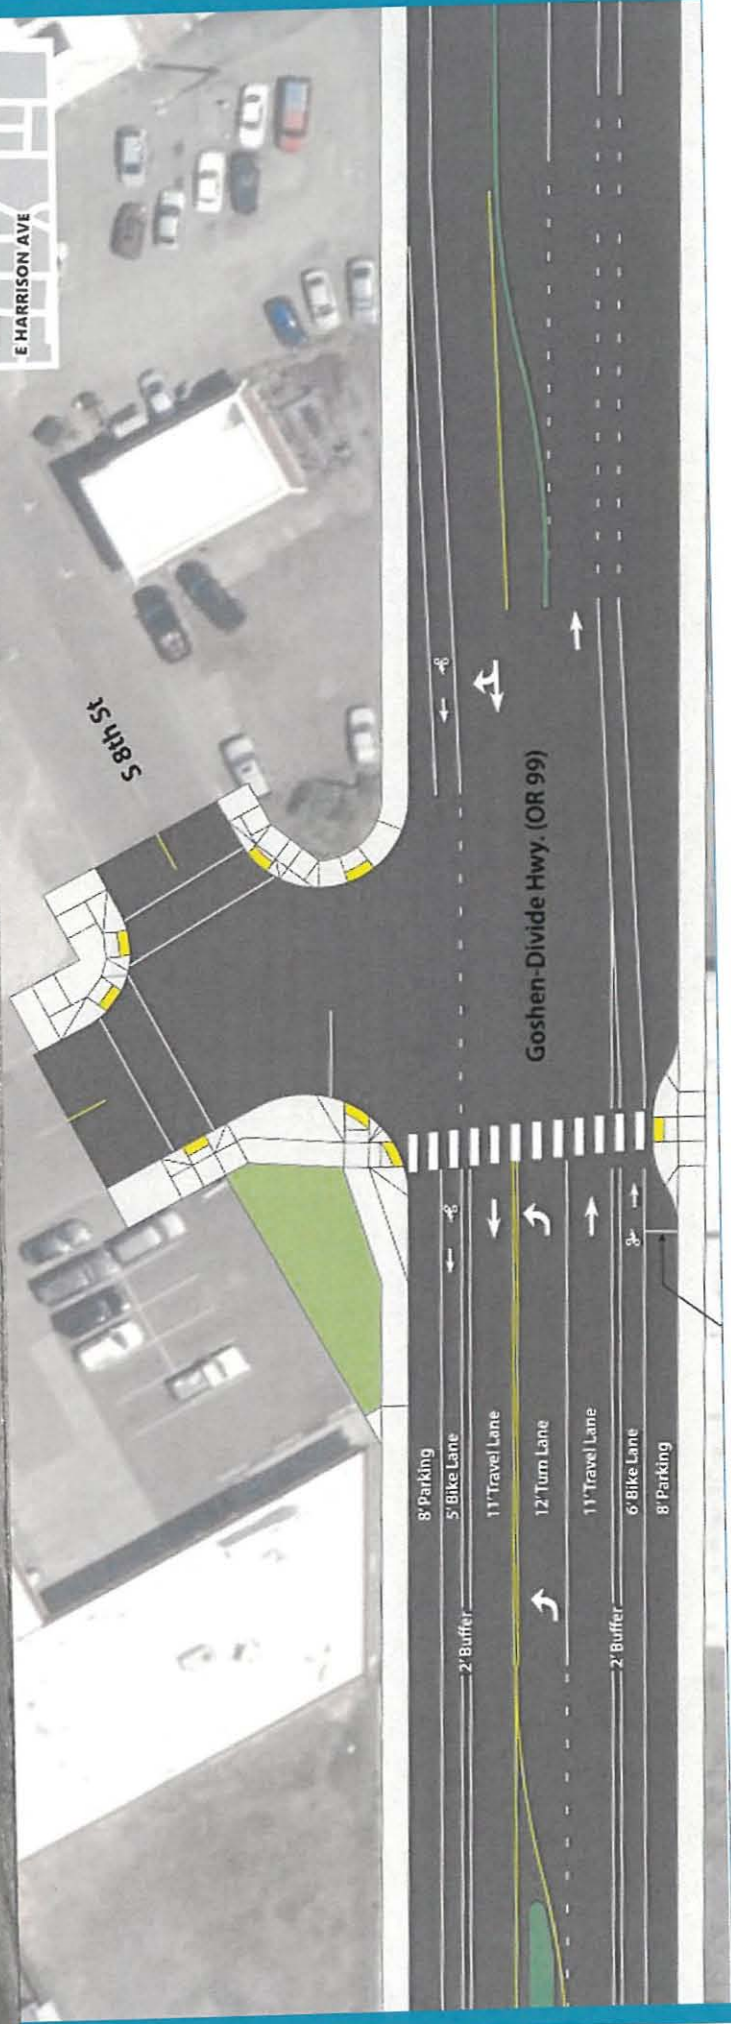 E HARRISON AVE
S 8th St
Goshen-Divide Hwy. (OR 99)
8' Parking
5' Bike Lane
2' Buffer
11' Travel Lane
12' Turn Lane
11' Travel Lane
2' Buffer
6' Bike Lane
8' Parking